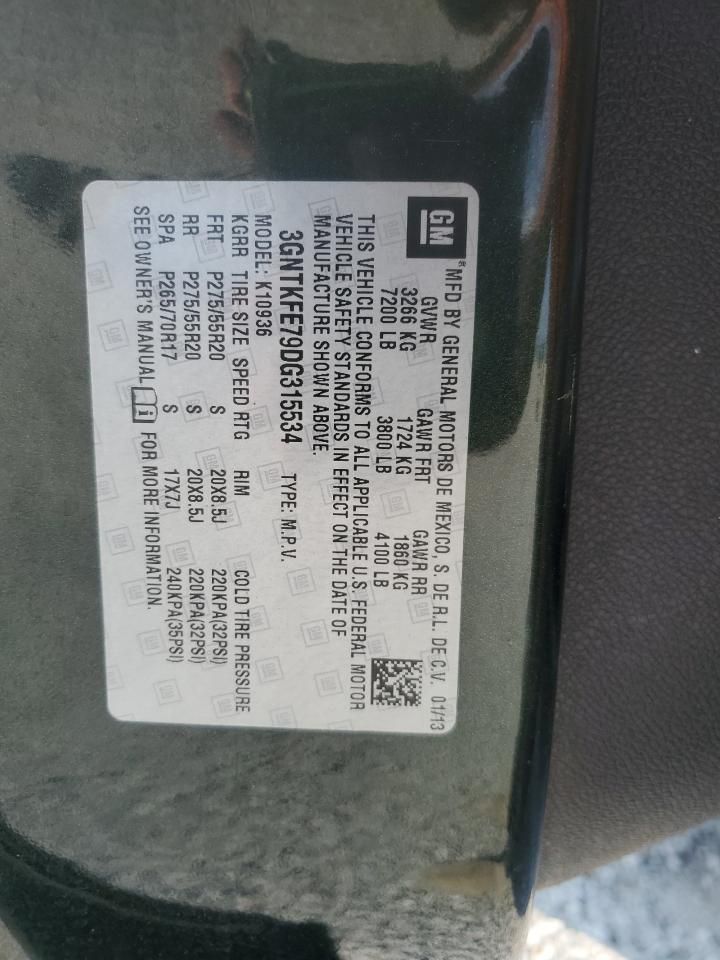 GM
MFD BY GENERAL MOTORS DE MEXICO, S. DE R.L. DE C.V. 01/13
GVWR GAWR FRT GAWR RR
3266 KG 1724 KG 1860 KG
7200 LB 3800 LB 4100 LB
THIS VEHICLE CONFORMS TO ALL APPLICABLE U.S. FEDERAL MOTOR
VEHICLE SAFETY STANDARDS IN EFFECT ON THE DATE OF
MANUFACTURE SHOWN ABOVE.
3GNTKFE79DG315534 TYPE: M.P.V.
MODEL: K10936
KGRR TIRE SIZE SPEED RTG RIM COLD TIRE PRESSURE
FRT P275/55R20 S 20X8.5J 220KPA(32PSI)
RR P275/55R20 S 20X8.5J 220KPA(32PSI)
SPA P265/70R17 S 17X7J 240KPA(35PSI)
SEE OWNER'S MANUAL i FOR MORE INFORMATION.